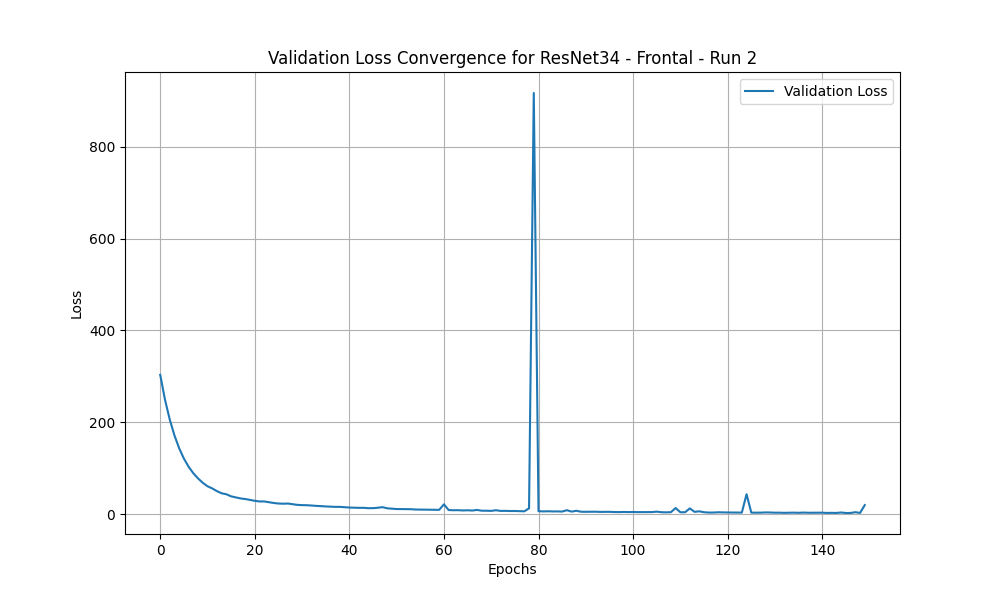 Validation Loss Convergence for ResNet34 - Frontal - Run 2
Validation Loss
800
600
400
200
0
Loss
0 20 40 60 80 100 120 140
Epochs